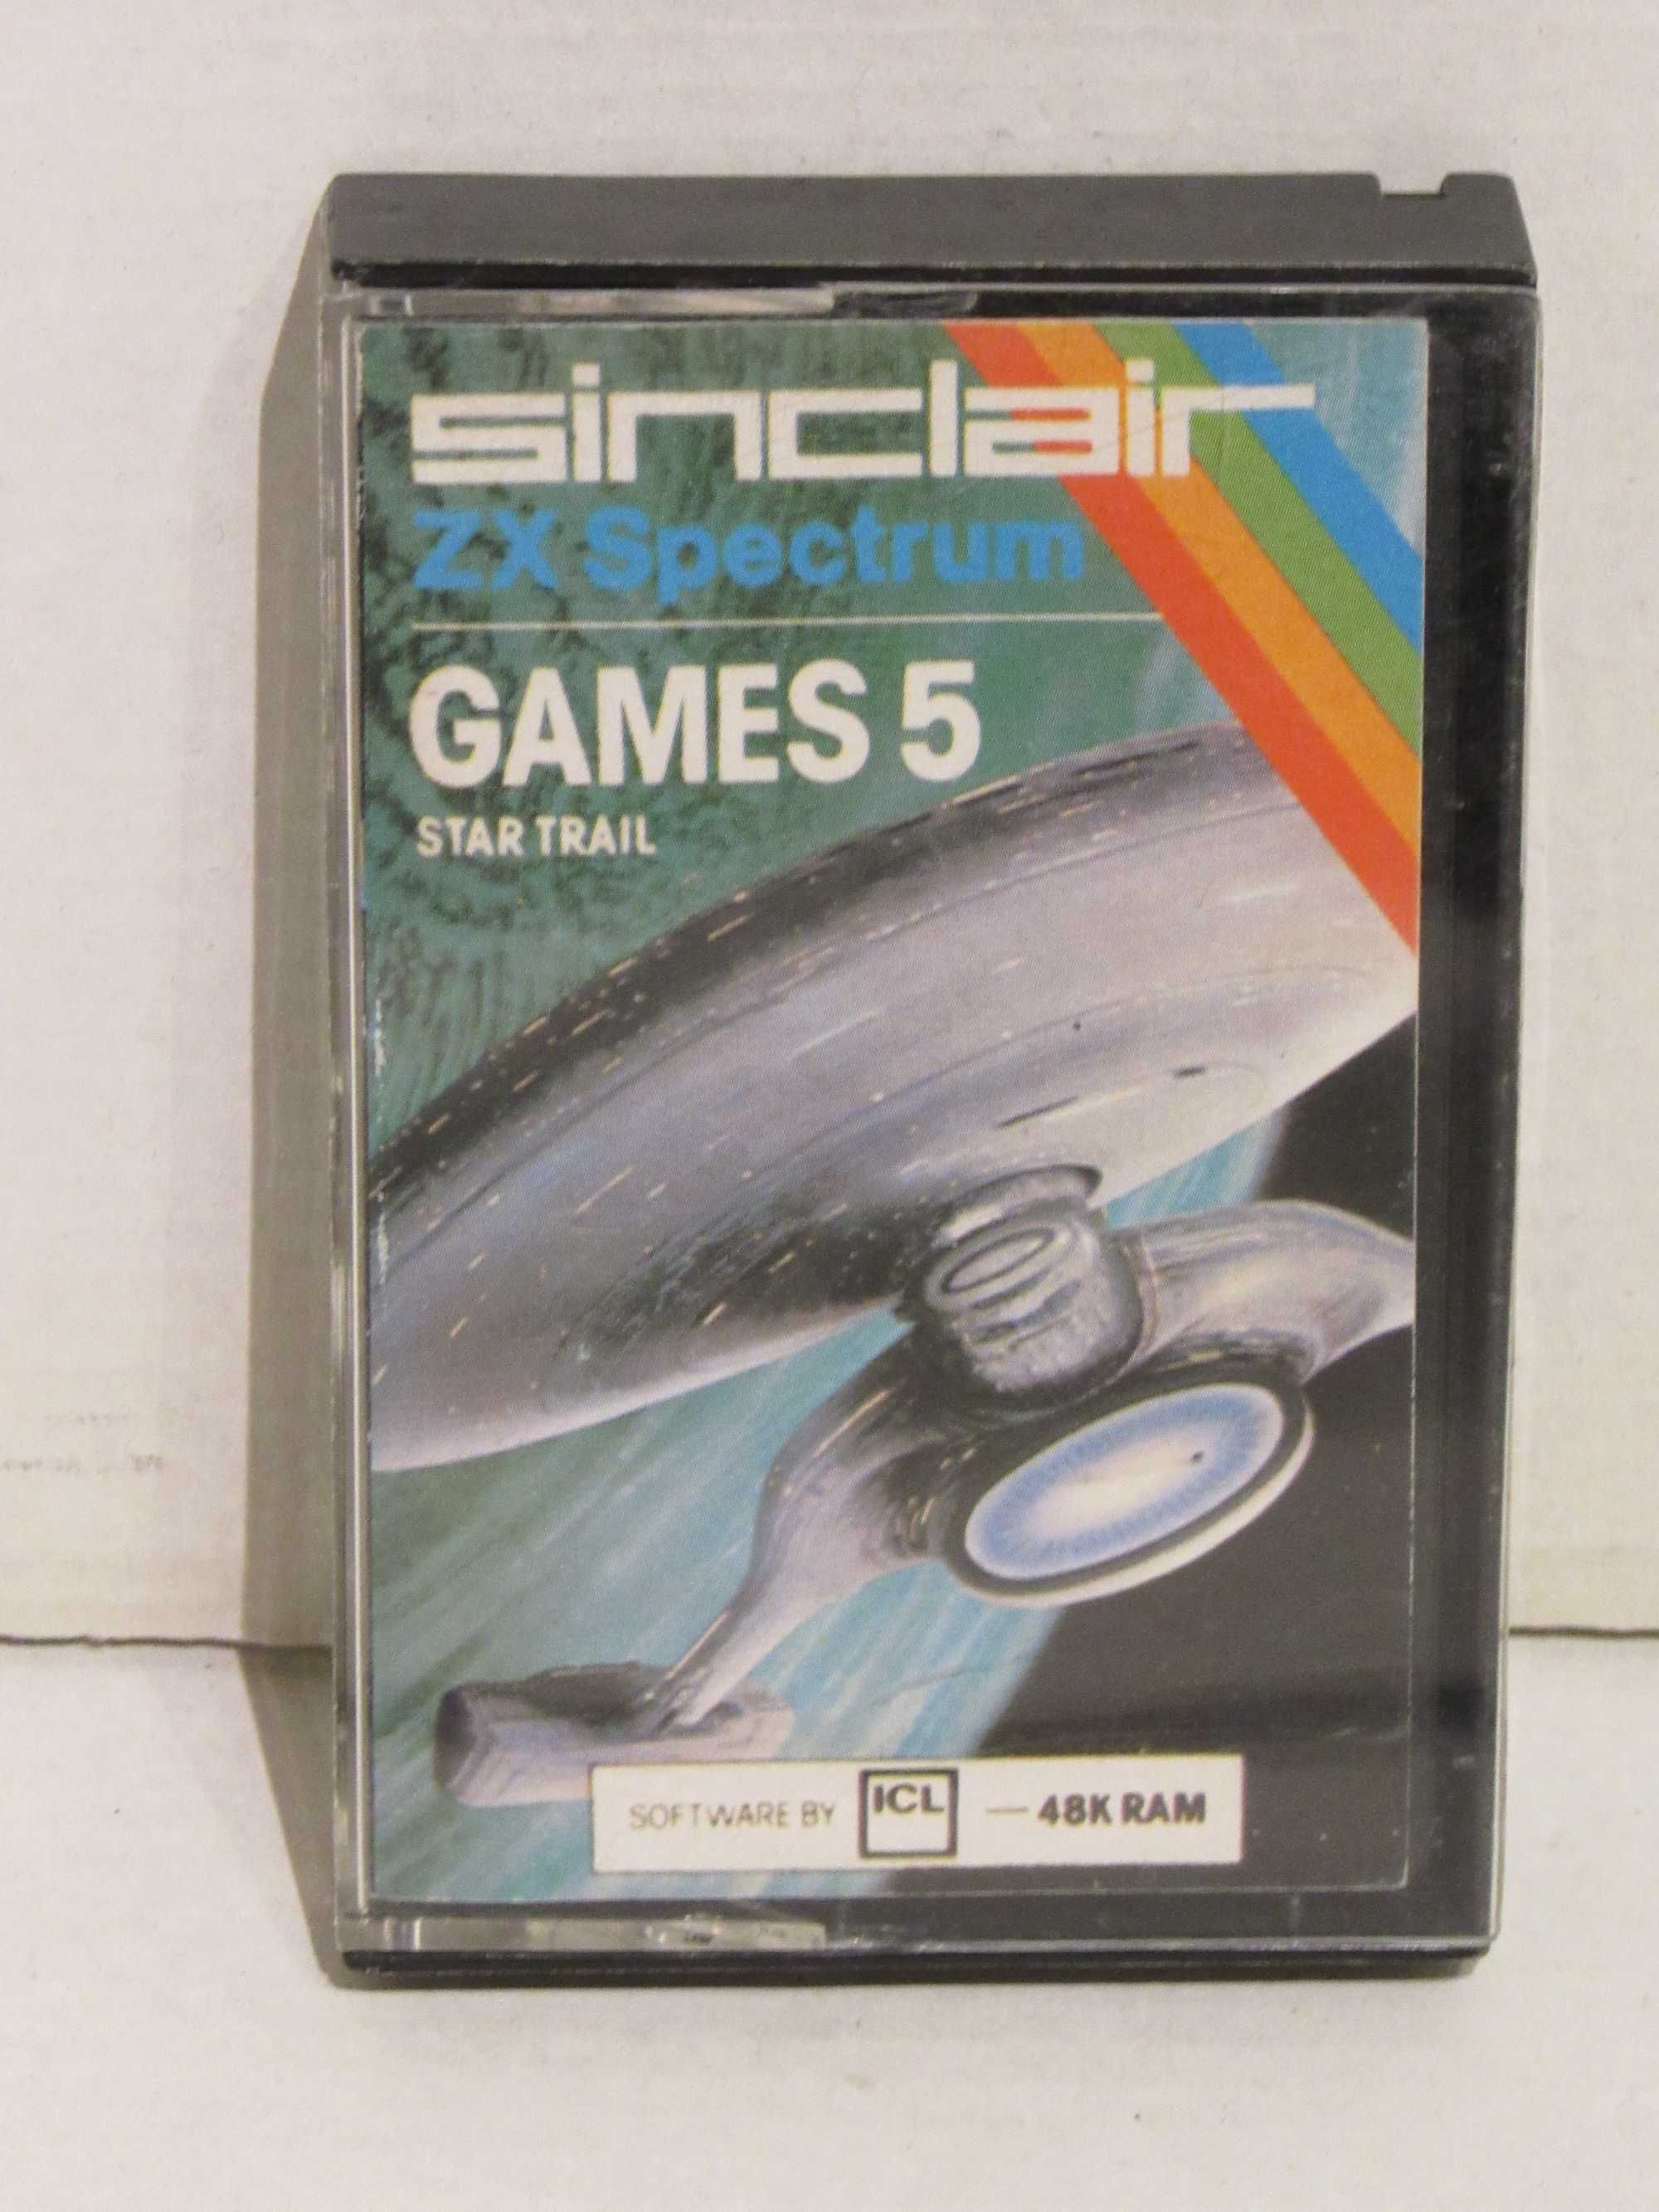 sinclair
ZX Spectrum
GAMES 5
STAR TRAIL
SOFTWARE BY ICL — 48K RAM